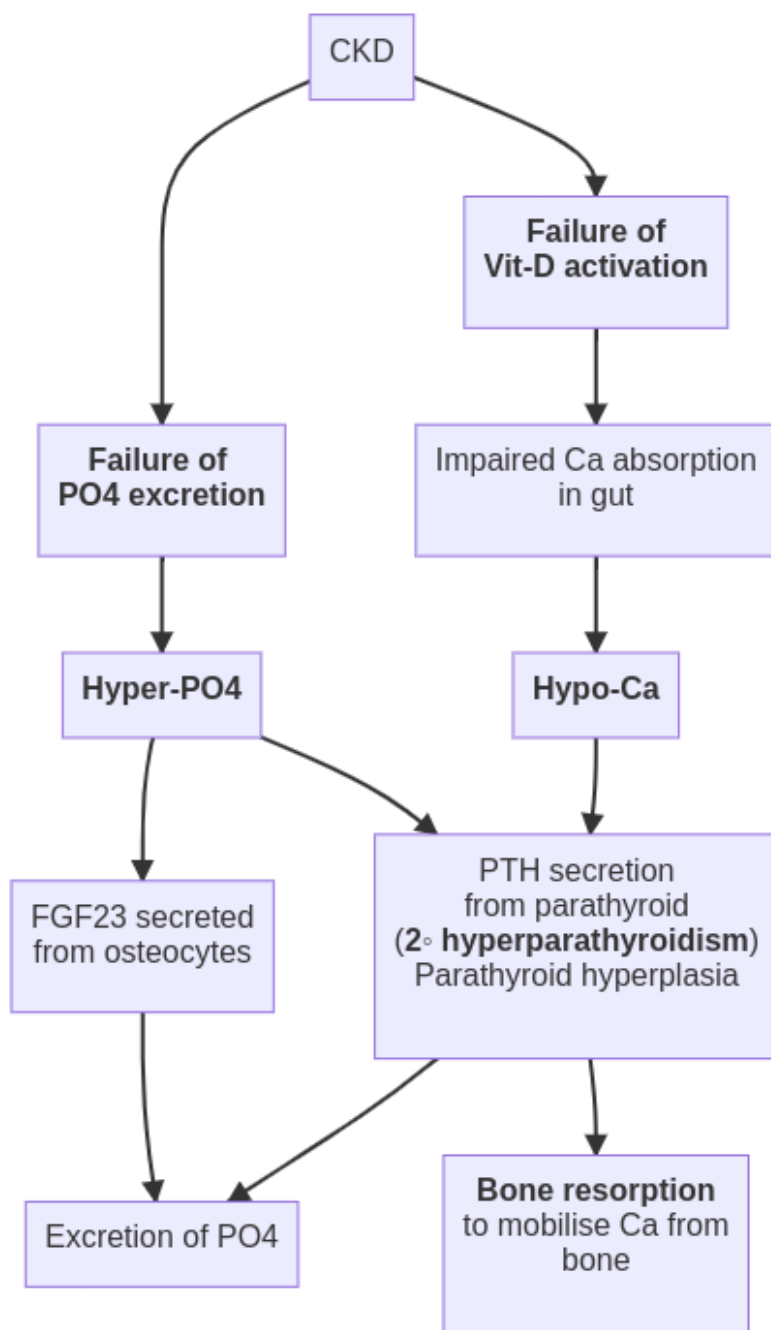 CKD
Failure of
Vit-D activation
Failure of
PO4 excretion
Impaired Ca absorption
in gut
Hyper-PO4
Hypo-Ca
FGF23 secreted
from osteocytes
PTH secretion
from parathyroid
(2◦ hyperparathyroidism)
Parathyroid hyperplasia
Excretion of PO4
Bone resorption
to mobilise Ca from
bone